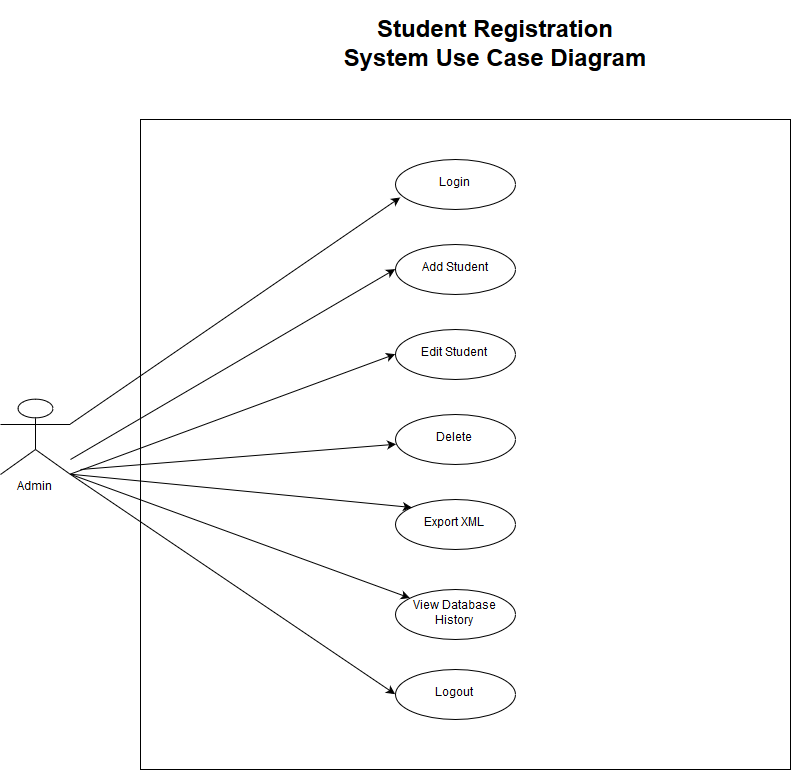 Student Registration
System Use Case Diagram
Login
Add Student
Edit Student
Delete
Admin
Export XML
View Database
History
Logout